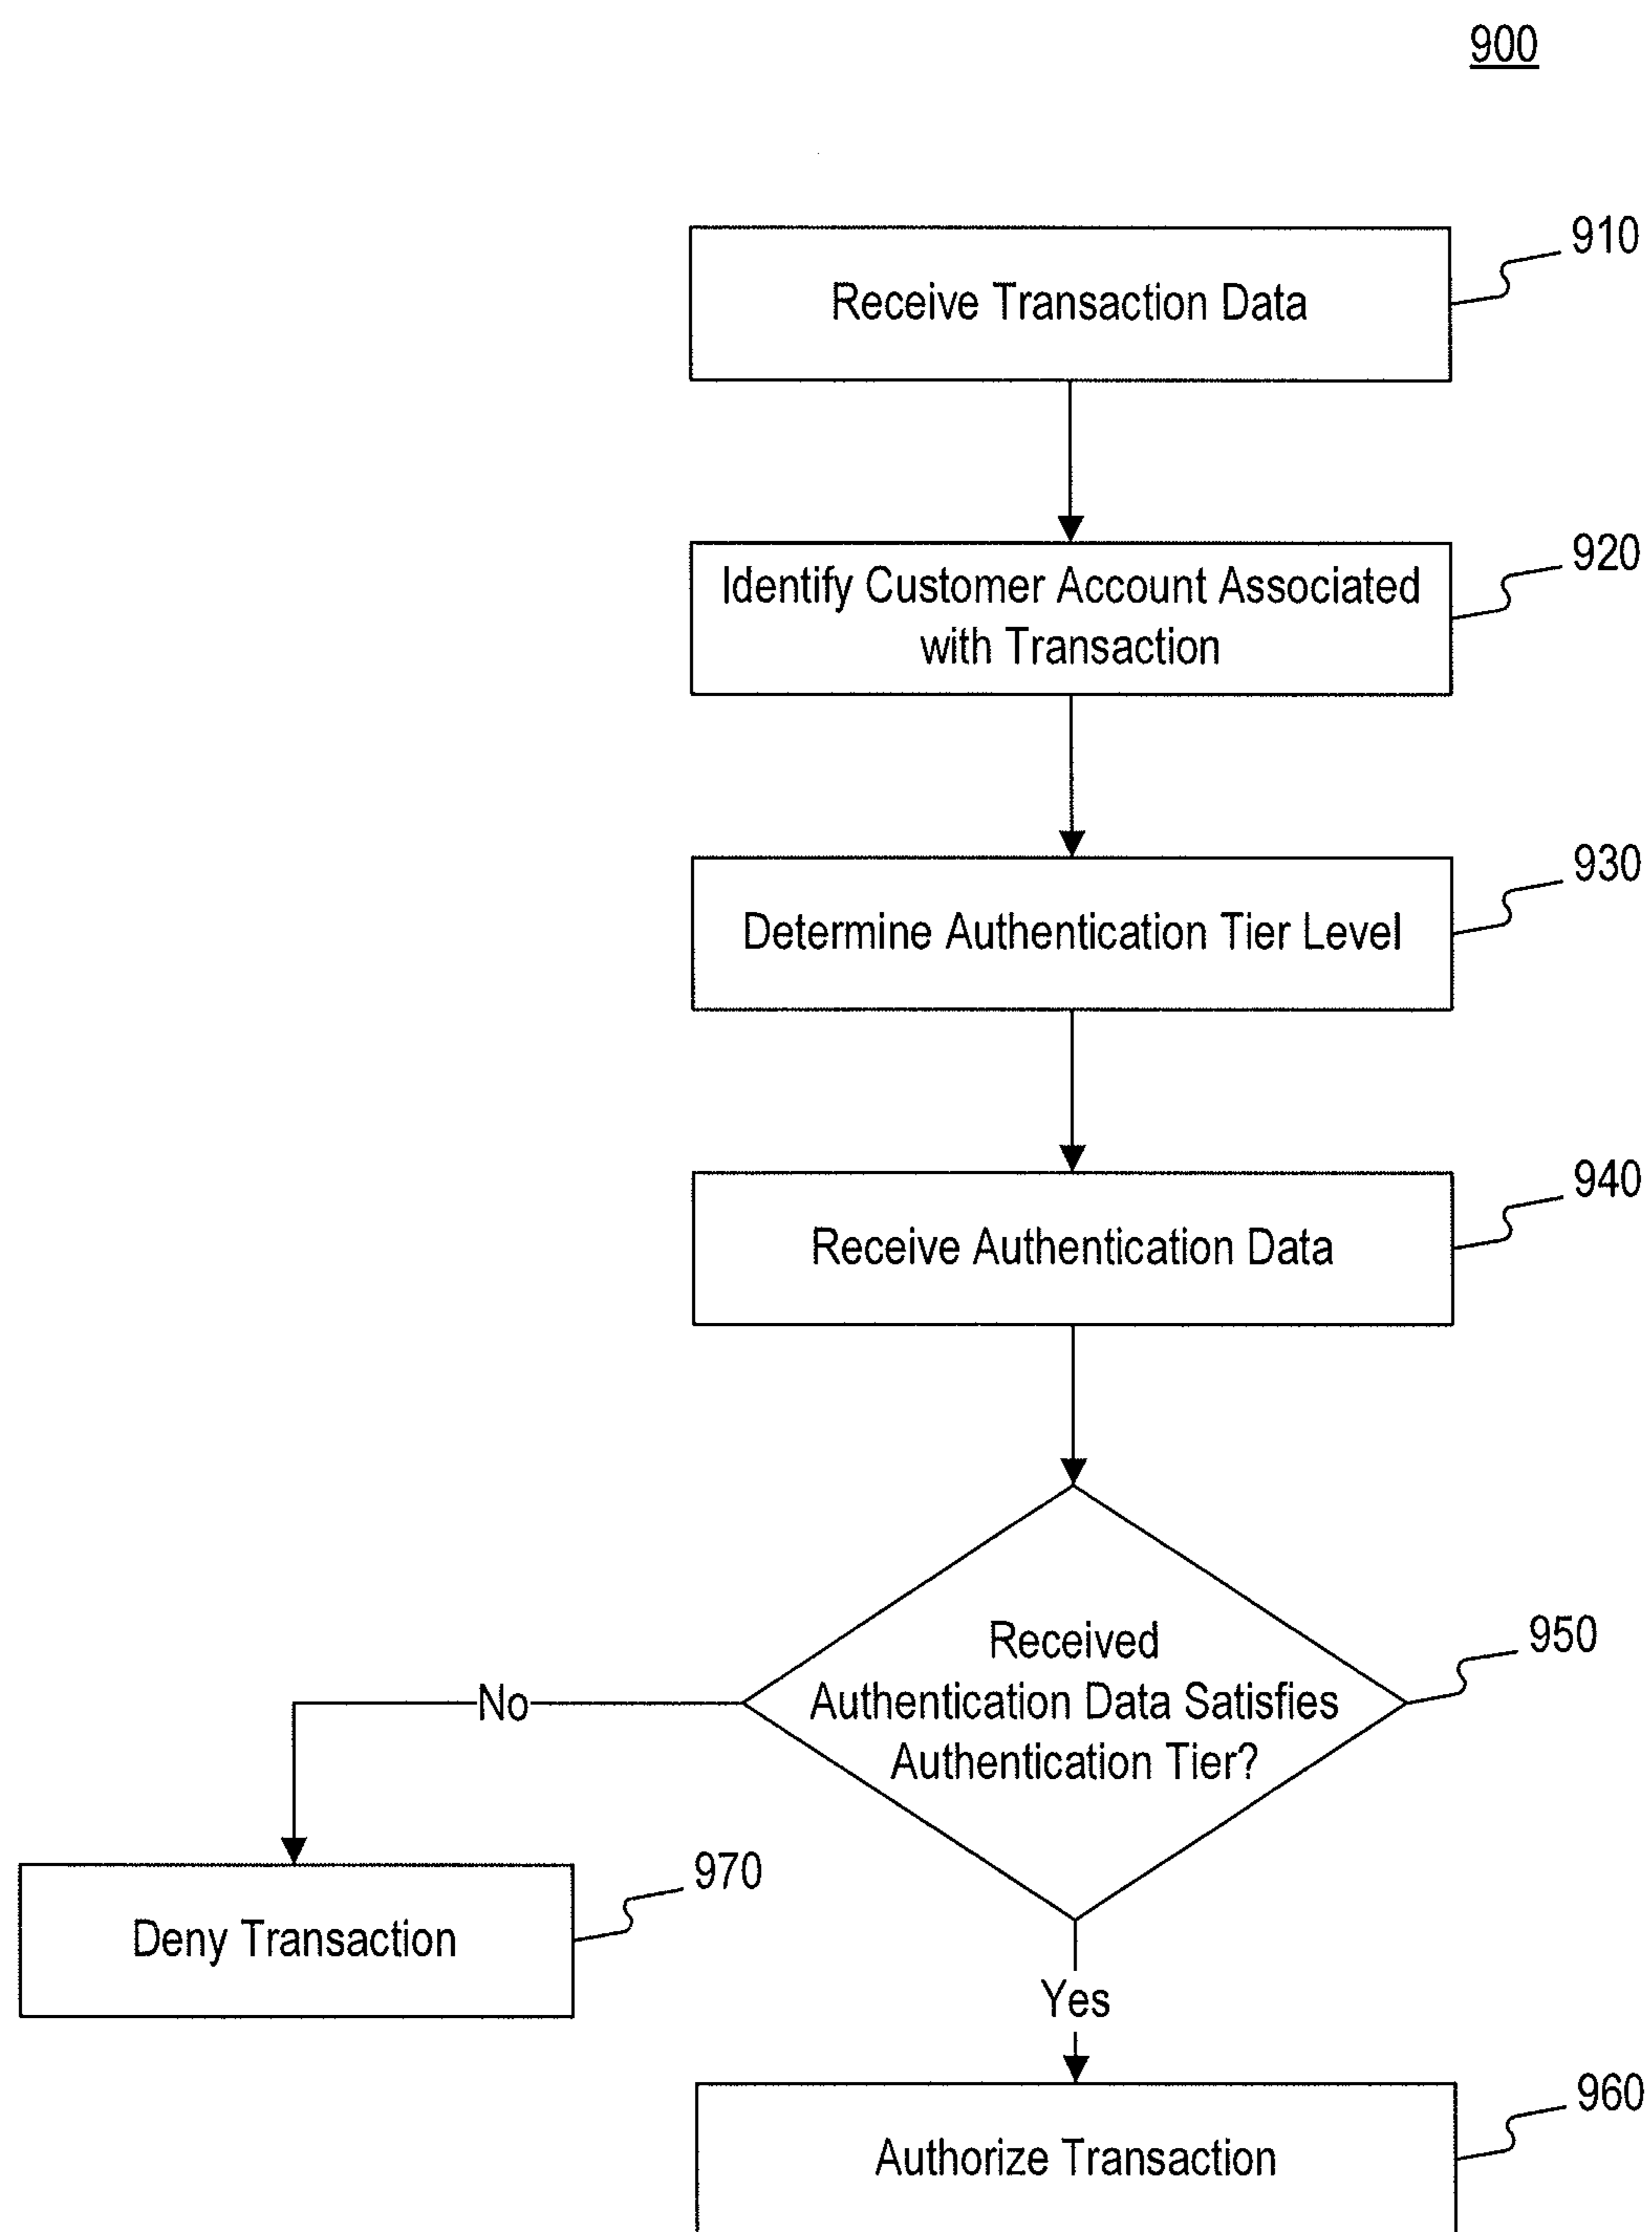 900
910
Receive Transaction Data
920
Identify Customer Account Associated
with Transaction
930
Determine Authentication Tier Level
940
Receive Authentication Data
950
Received
Authentication Data Satisfies
Authentication Tier?
No
970
Deny Transaction
Yes
960
Authorize Transaction